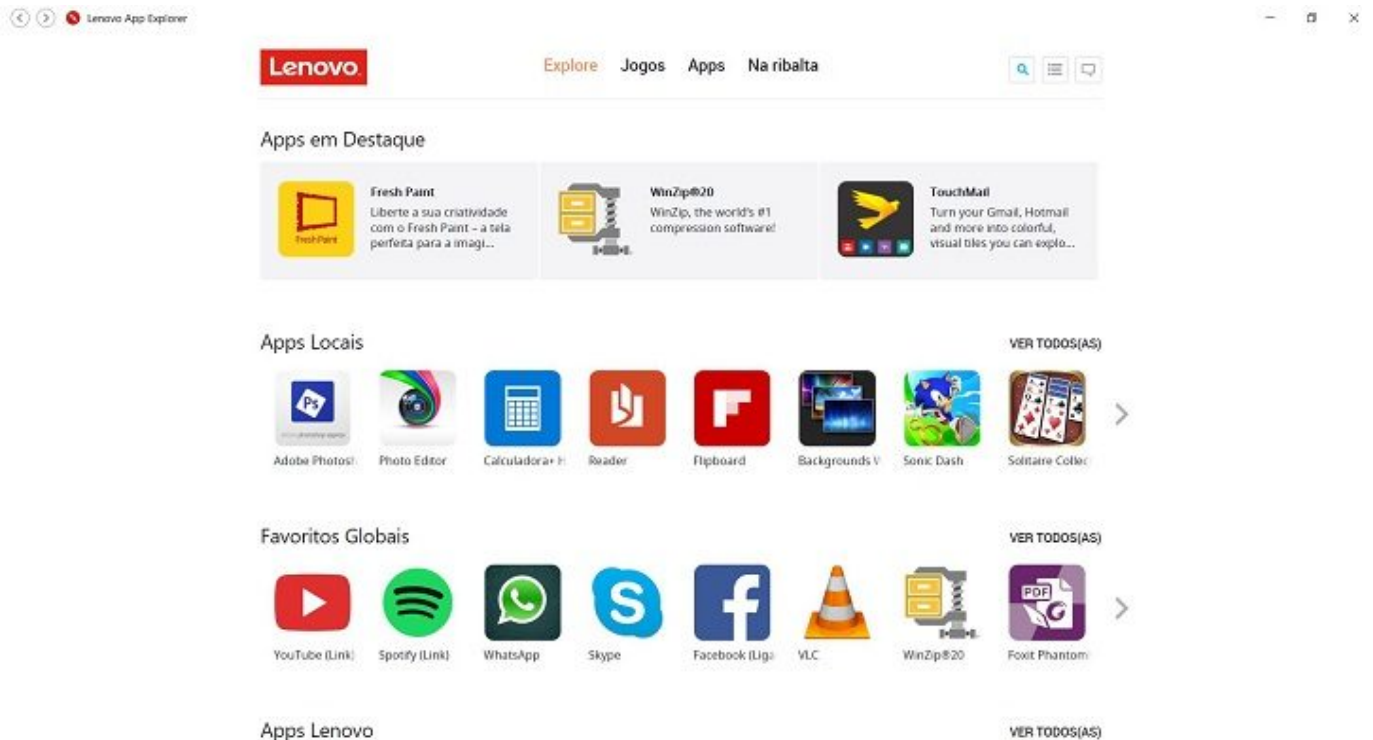 Lenovo App Explorer
Lenovo
Explore Jogos Apps Na ribalta
Apps em Destaque
Fresh Paint
Liberte a sua criatividade
com o Fresh Paint – a tela
perfeita para a imagi...
FreshPaint
WinZip®20
WinZip, the world's #1
compression software!
TouchMail
Turn your Gmail, Hotmail
and more into colorful,
visual tiles you can explo...
Apps Locais
VER TODOS(AS)
Ps
Adobe Photosh
Photo Editor
Calculadora+ H
Reader
Flipboard
Backgrounds W
Sonic Dash
Solitaire Collec
Favoritos Globais
VER TODOS(AS)
PDF
YouTube (Link)
Spotify (Link)
WhatsApp
Skype
Facebook (Liga
VLC
WinZip®20
Foxit Phantom
Apps Lenovo
VER TODOS(AS)